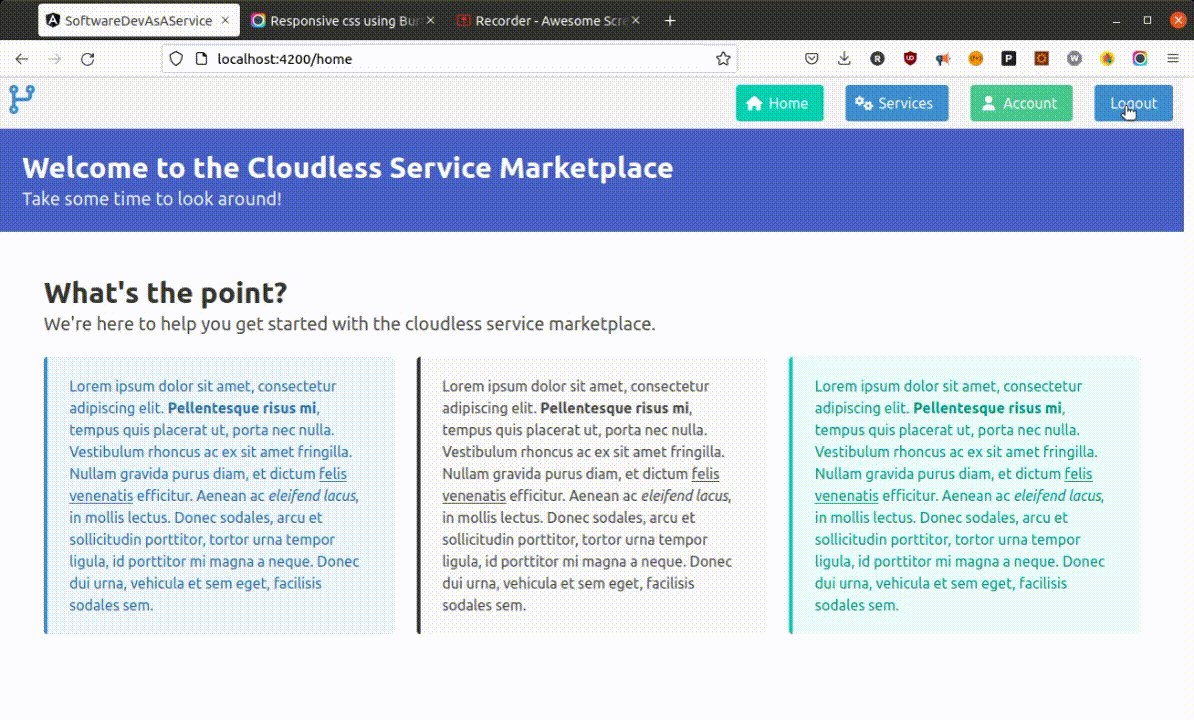 SoftwareDevAsAService
Responsive css using Bu
Recorder - Awesome Scre
localhost:4200/home
Home
Services
Account
Logout
Welcome to the Cloudless Service Marketplace
Take some time to look around!
What's the point?
We're here to help you get started with the cloudless service marketplace.
Lorem ipsum dolor sit amet, consectetur
adipiscing elit. Pellentesque risus mi,
tempus quis placerat ut, porta nec nulla.
Vestibulum rhoncus ac ex sit amet fringilla.
Nullam gravida purus diam, et dictum felis
venenatis efficitur. Aenean ac eleifend lacus,
in mollis lectus. Donec sodales, arcu et
sollicitudin porttitor, tortor urna tempor
ligula, id porttitor mi magna a neque. Donec
dui urna, vehicula et sem eget, facilisis
sodales sem.
Lorem ipsum dolor sit amet, consectetur
adipiscing elit. Pellentesque risus mi,
tempus quis placerat ut, porta nec nulla.
Vestibulum rhoncus ac ex sit amet fringilla.
Nullam gravida purus diam, et dictum felis
venenatis efficitur. Aenean ac eleifend lacus,
in mollis lectus. Donec sodales, arcu et
sollicitudin porttitor, tortor urna tempor
ligula, id porttitor mi magna a neque. Donec
dui urna, vehicula et sem eget, facilisis
sodales sem.
Lorem ipsum dolor sit amet, consectetur
adipiscing elit. Pellentesque risus mi,
tempus quis placerat ut, porta nec nulla.
Vestibulum rhoncus ac ex sit amet fringilla.
Nullam gravida purus diam, et dictum felis
venenatis efficitur. Aenean ac eleifend lacus,
in mollis lectus. Donec sodales, arcu et
sollicitudin porttitor, tortor urna tempor
ligula, id porttitor mi magna a neque. Donec
dui urna, vehicula et sem eget, facilisis
sodales sem.